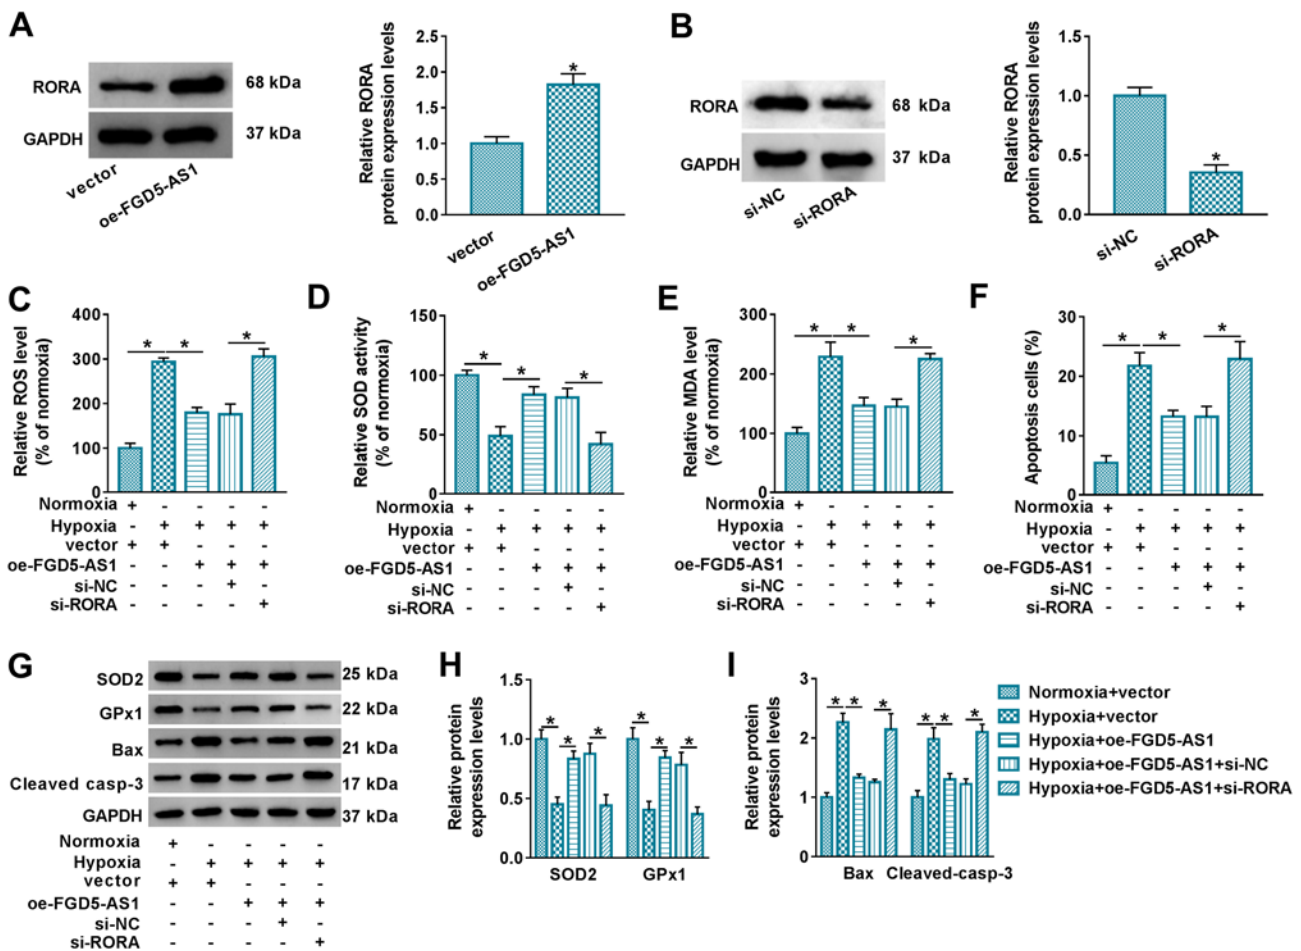 A
RORA
68 kDa
GAPDH
37 kDa
vector
oe-FGD5-AS1
Relative RORA
protein expression levels
2.5
2.0
1.5
1.0
0.5
0.0
*
vector
oe-FGD5-AS1
B
RORA
68 kDa
GAPDH
37 kDa
si-NC
si-RORA
Relative RORA
protein expression levels
1.5
1.0
0.5
0.0
*
si-NC
si-RORA
C
Relative ROS level
(% of normoxia)
400
300
200
100
0
* * *
Normoxia + - - - -
Hypoxia - + + + +
vector + + - - -
oe-FGD5-AS1 - - + + +
si-NC - - - + -
si-RORA - - - - +
D
Relative SOD activity
(% of normoxia)
150
100
50
0
* * *
Normoxia + - - - -
Hypoxia - + + + +
vector + + - - -
oe-FGD5-AS1 - - + + +
si-NC - - - + -
si-RORA - - - - +
E
Relative MDA level
(% of normoxia)
300
200
100
0
* * *
Normoxia + - - - -
Hypoxia - + + + +
vector + + - - -
oe-FGD5-AS1 - - + + +
si-NC - - - + -
si-RORA - - - - +
F
Apoptosis cells (%)
30
20
10
0
* * *
Normoxia + - - - -
Hypoxia - + + + +
vector + + - - -
oe-FGD5-AS1 - - + + +
si-NC - - - + -
si-RORA - - - - +
G
SOD2 25 kDa
GPx1 22 kDa
Bax 21 kDa
Cleaved casp-3 17 kDa
GAPDH 37 kDa
Normoxia + - - - -
Hypoxia - + + + +
vector + + - - -
oe-FGD5-AS1 - - + + +
si-NC - - - + -
si-RORA - - - - +
H
Relative protein
expression levels
1.5
1.0
0.5
0.0
* * * * * *
SOD2 GPx1
I
Relative protein
expression levels
3
2
1
0
* * * * * *
Bax Cleaved-casp-3
Normoxia+vector
Hypoxia+vector
Hypoxia+oe-FGD5-AS1
Hypoxia+oe-FGD5-AS1+si-NC
Hypoxia+oe-FGD5-AS1+si-RORA